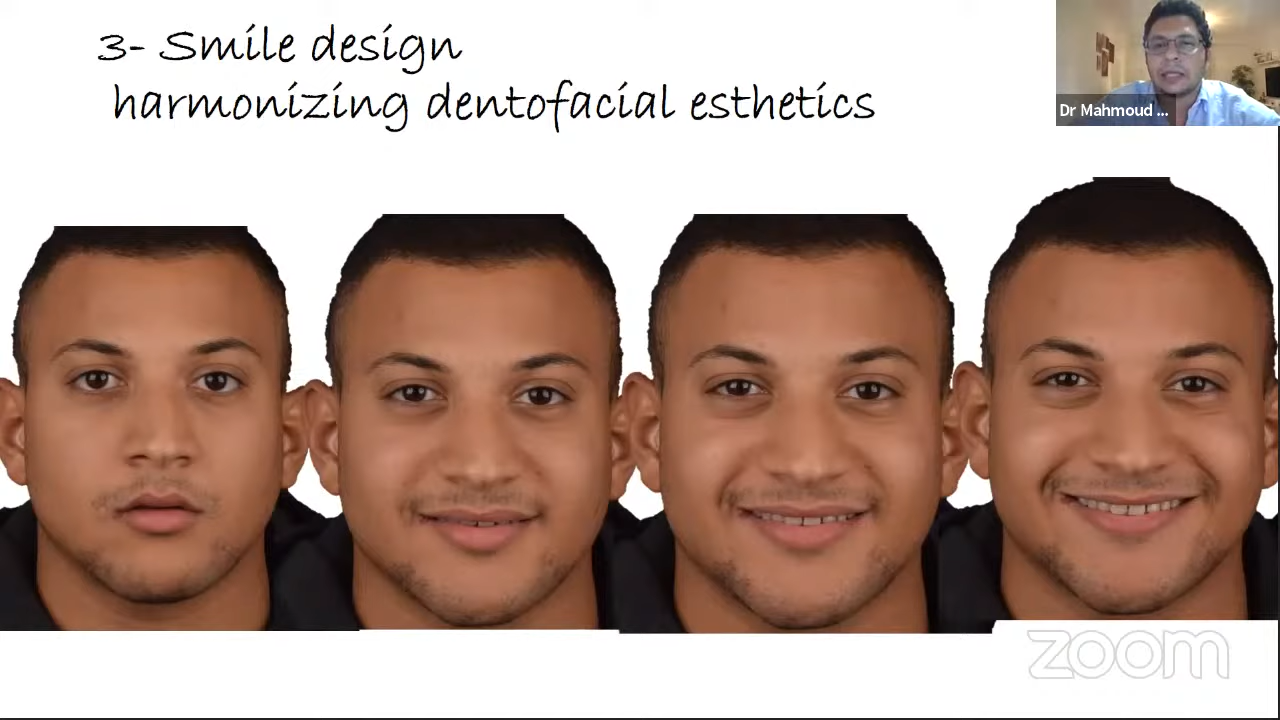 3- Smile design
harmonizing dentofacial esthetics
Dr Mahmoud ...
zoom